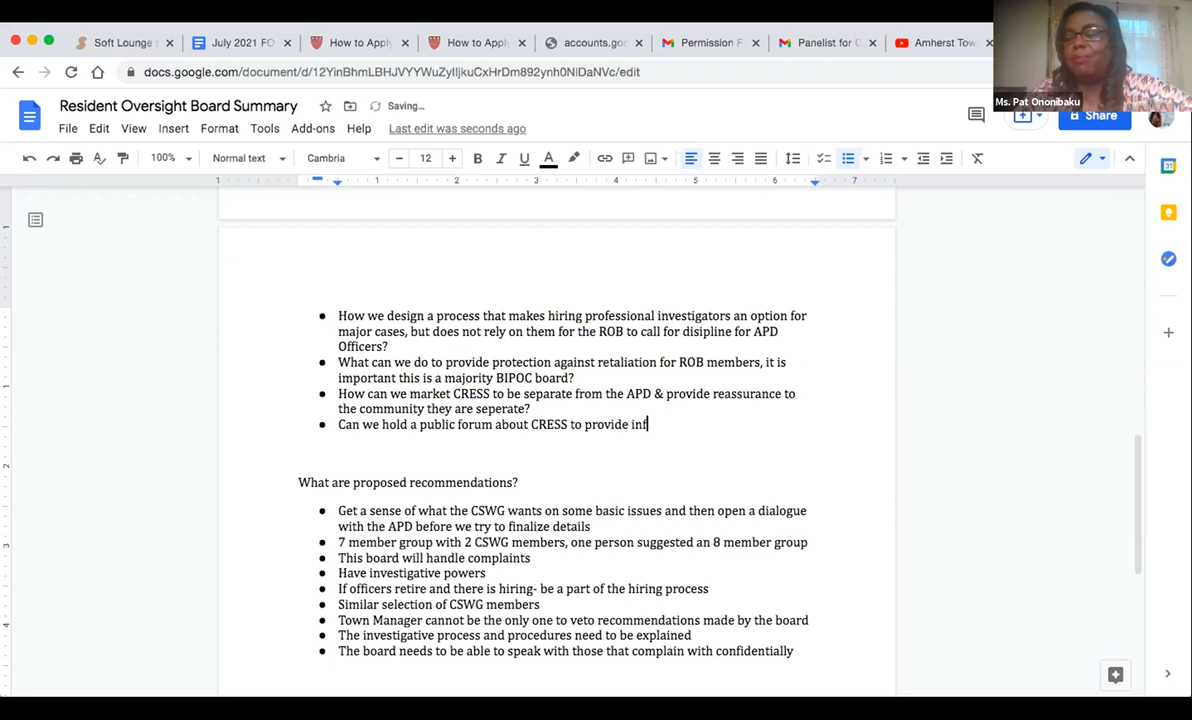 Soft Lounge
July 2021 FO
How to Apply
How to Apply
accounts.goo
Permission F
Panelist for C
Amherst Tow
docs.google.com/document/d/12YinBhmLBHJVYYWuZyIljkuCxHrDm892ynh0NIDaNVc/edit
Ms. Pat Ononibaku
Resident Oversight Board Summary
Saving...
File Edit View Insert Format Tools Add-ons Help Last edit was seconds ago
Share
100% Normal text Cambria 12 B I U A
1 1 2 3 4 5 6 7
How we design a process that makes hiring professional investigators an option for
major cases, but does not rely on them for the ROB to call for disipline for APD
Officers?
What can we do to provide protection against retaliation for ROB members, it is
important this is a majority BIPOC board?
How can we market CRESS to be separate from the APD & provide reassurance to
the community they are seperate?
Can we hold a public forum about CRESS to provide inf
What are proposed recommendations?
Get a sense of what the CSWG wants on some basic issues and then open a dialogue
with the APD before we try to finalize details
7 member group with 2 CSWG members, one person suggested an 8 member group
This board will handle complaints
Have investigative powers
If officers retire and there is hiring- be a part of the hiring process
Similar selection of CSWG members
Town Manager cannot be the only one to veto recommendations made by the board
The investigative process and procedures need to be explained
The board needs to be able to speak with those that complain with confidentially